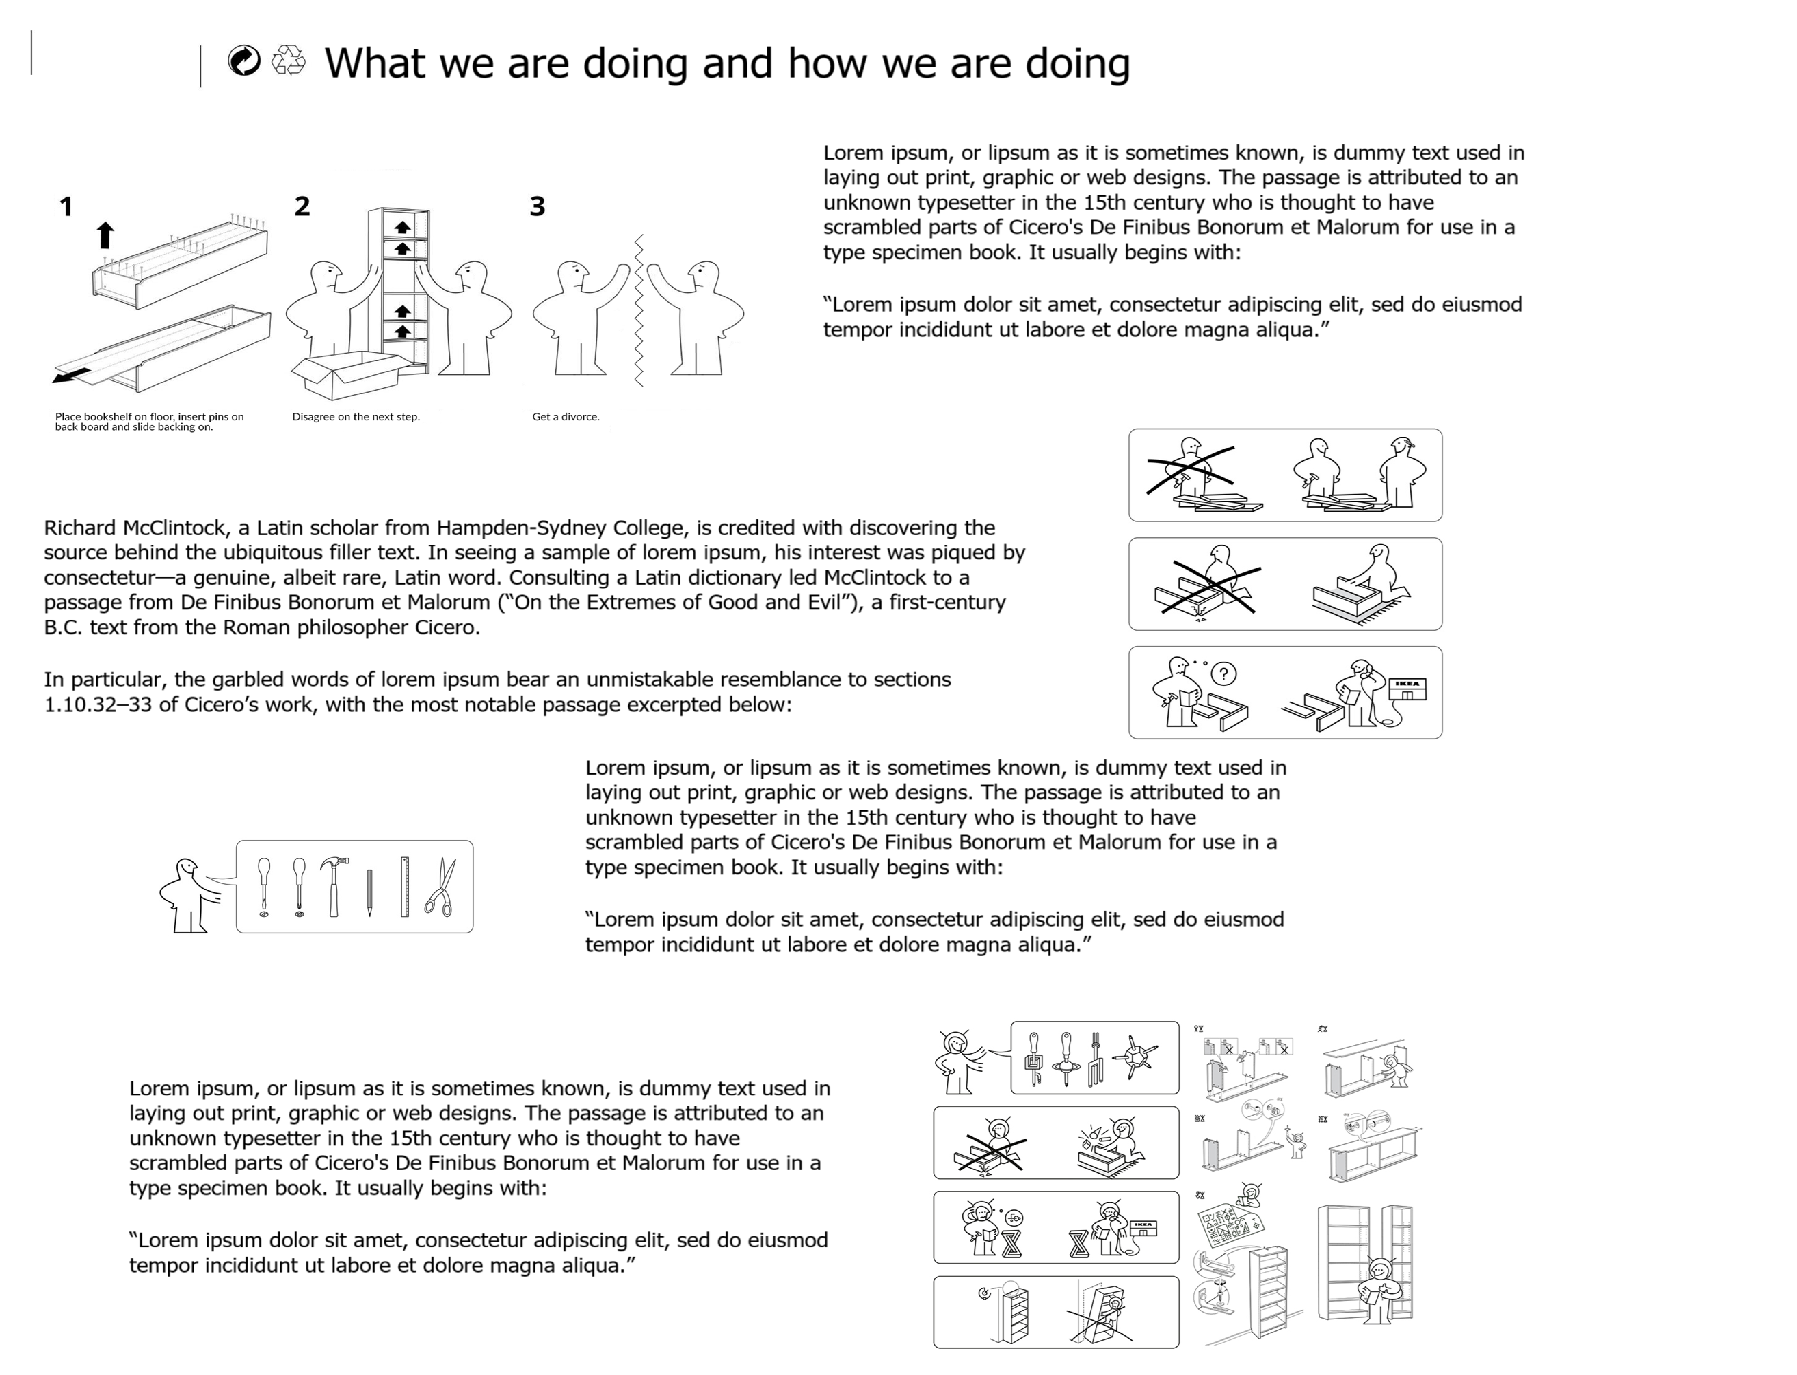 What we are doing and how we are doing
Lorem ipsum, or lipsum as it is sometimes known, is dummy text used in
laying out print, graphic or web designs. The passage is attributed to an
unknown typesetter in the 15th century who is thought to have
scrambled parts of Cicero's De Finibus Bonorum et Malorum for use in a
type specimen book. It usually begins with:
“Lorem ipsum dolor sit amet, consectetur adipiscing elit, sed do eiusmod
tempor incididunt ut labore et dolore magna aliqua.”
1
2
3
Place bookshelf on floor, insert pins on
back board and slide backing on.
Disagree on the next step.
Get a divorce.
Richard McClintock, a Latin scholar from Hampden-Sydney College, is credited with discovering the
source behind the ubiquitous filler text. In seeing a sample of lorem ipsum, his interest was piqued by
consectetur—a genuine, albeit rare, Latin word. Consulting a Latin dictionary led McClintock to a
passage from De Finibus Bonorum et Malorum (“On the Extremes of Good and Evil”), a first-century
B.C. text from the Roman philosopher Cicero.
In particular, the garbled words of lorem ipsum bear an unmistakable resemblance to sections
1.10.32–33 of Cicero’s work, with the most notable passage excerpted below:
?
IKEA
Lorem ipsum, or lipsum as it is sometimes known, is dummy text used in
laying out print, graphic or web designs. The passage is attributed to an
unknown typesetter in the 15th century who is thought to have
scrambled parts of Cicero's De Finibus Bonorum et Malorum for use in a
type specimen book. It usually begins with:
“Lorem ipsum dolor sit amet, consectetur adipiscing elit, sed do eiusmod
tempor incididunt ut labore et dolore magna aliqua.”
Lorem ipsum, or lipsum as it is sometimes known, is dummy text used in
laying out print, graphic or web designs. The passage is attributed to an
unknown typesetter in the 15th century who is thought to have
scrambled parts of Cicero's De Finibus Bonorum et Malorum for use in a
type specimen book. It usually begins with:
“Lorem ipsum dolor sit amet, consectetur adipiscing elit, sed do eiusmod
tempor incididunt ut labore et dolore magna aliqua.”
IKEA